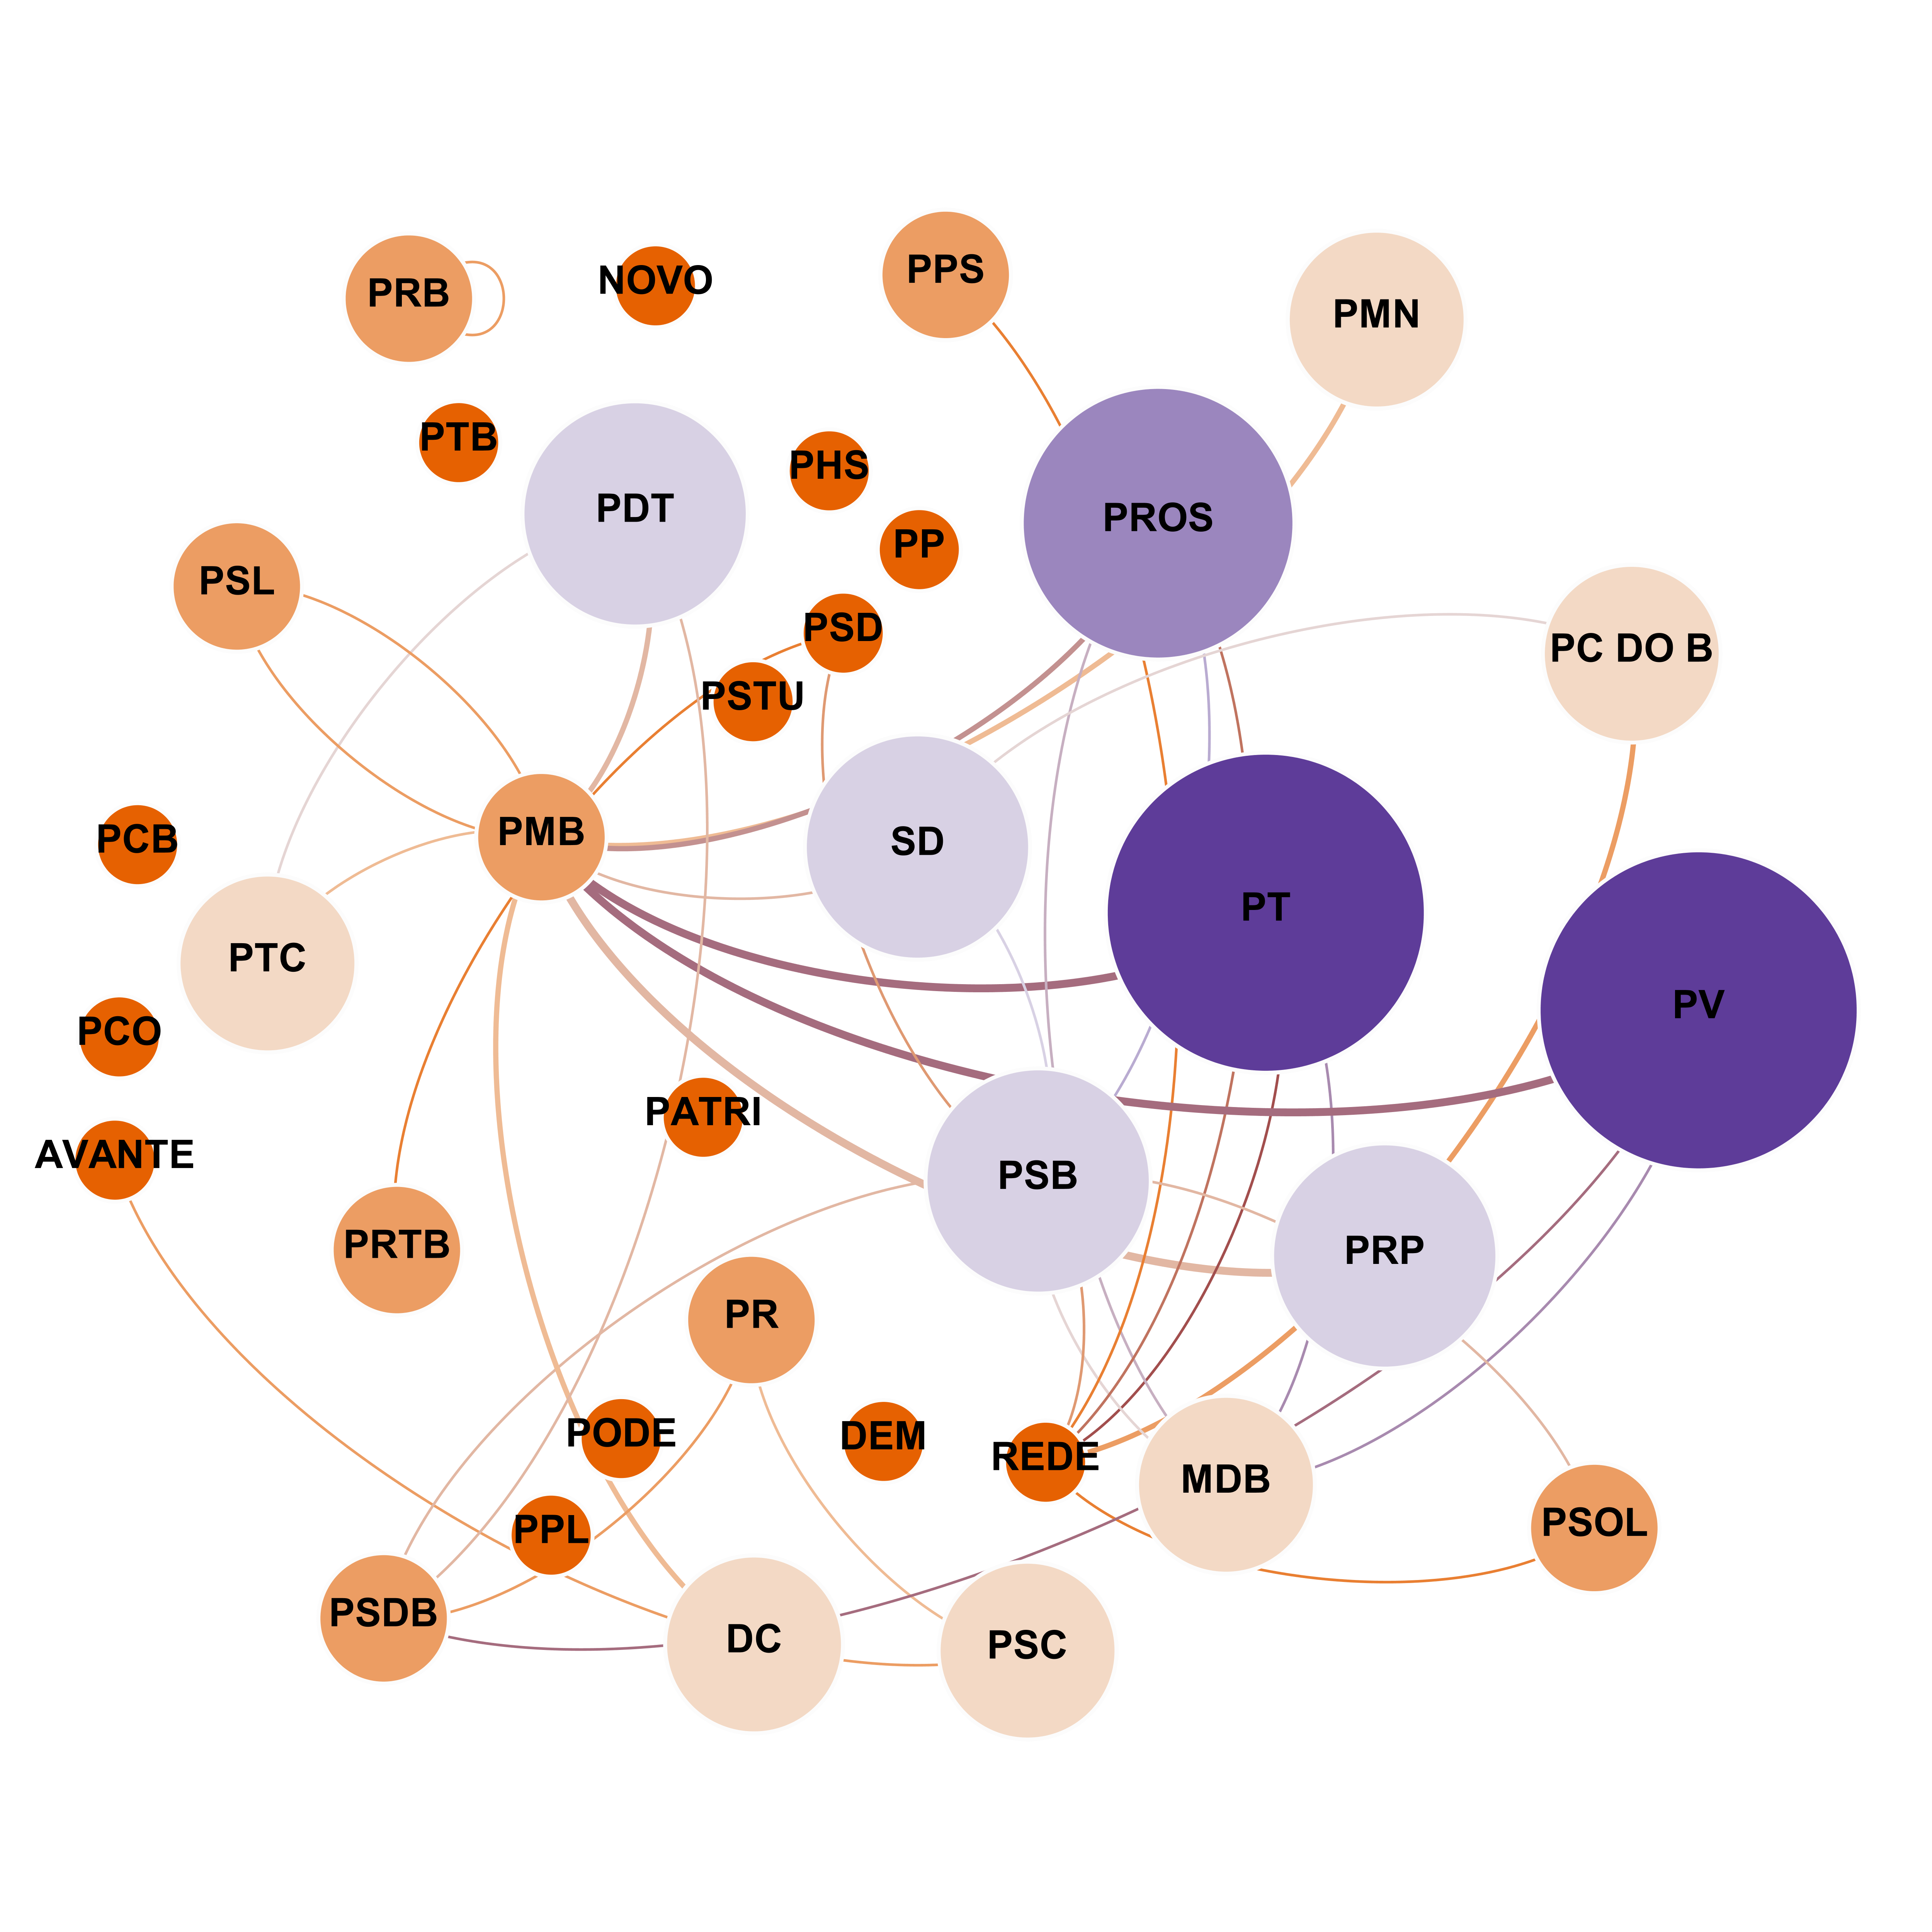 PPS
NOVO
PRB
PMN
PTB
PHS
PDT
PROS
PP
PSL
PSD
PC DO B
PSTU
PMB
PCB
SD
PT
PTC
PV
PCO
PATRI
AVANTE
PSB
PRTB
PRP
PR
PODE
DEM
REDE
MDB
PPL
PSOL
PSDB
DC
PSC